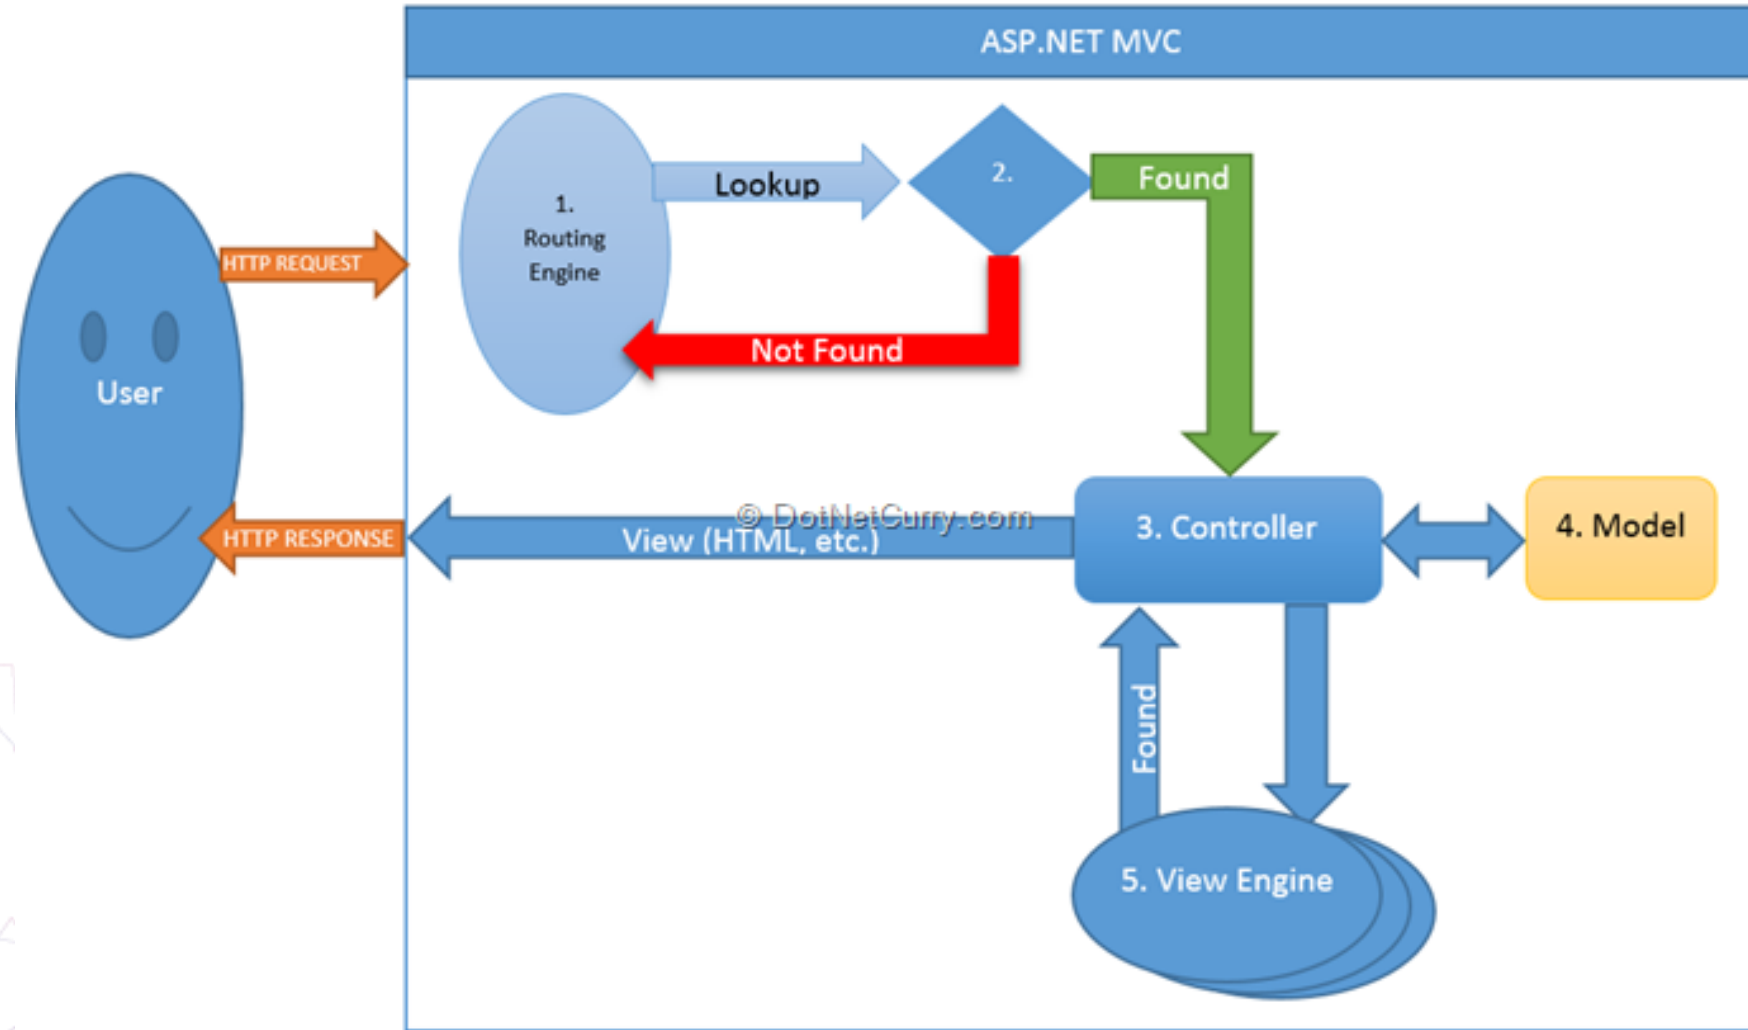 ASP.NET MVC
1.
Routing
Engine
Lookup
2.
Found
HTTP REQUEST
Not Found
User
HTTP RESPONSE
© DotNetCurry.com
View (HTML, etc.)
3. Controller
4. Model
Found
5. View Engine